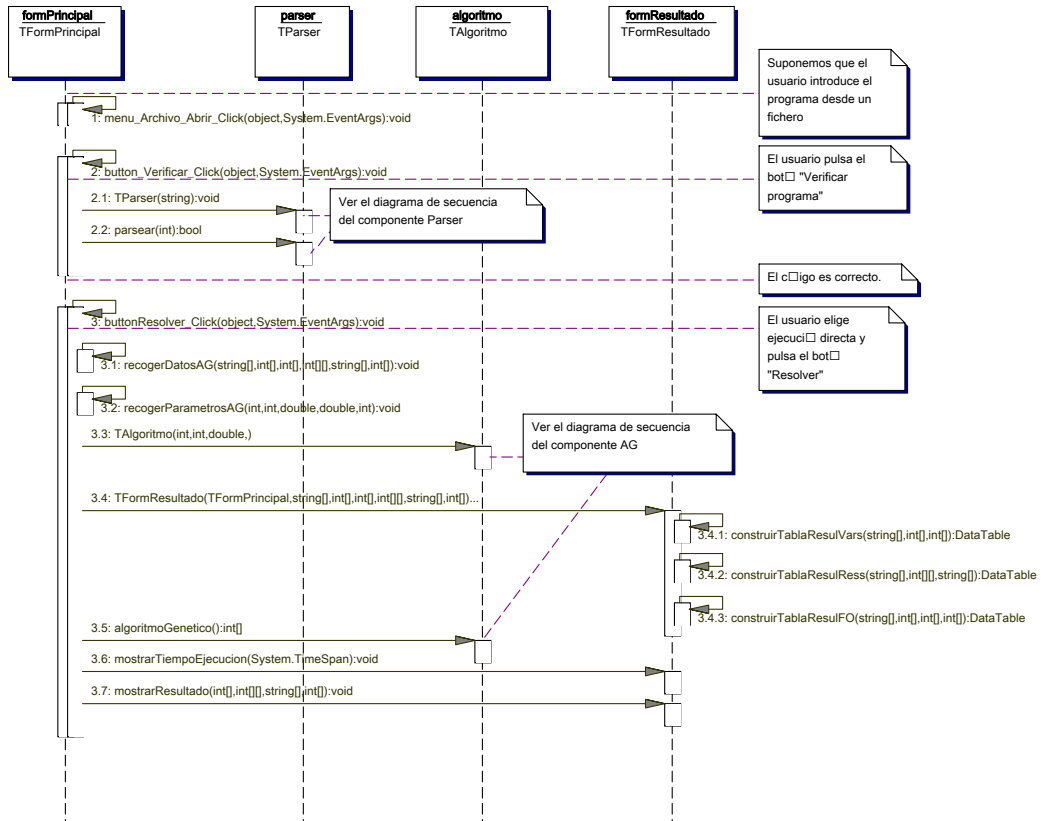 formPrincipal
TFormPrincipal
parser
TParser
algoritmo
TAlgoritmo
formResultado
TFormResultado
Suponemos que el
usuario introduce el
programa desde un
fichero
1: menu_Archivo_Abrir_Click(object,System.EventArgs):void
El usuario pulsa el
bot□ "Verificar
programa"
2: button_Verificar_Click(object,System.EventArgs):void
2.1: TParser(string):void
Ver el diagrama de secuencia
del componente Parser
2.2: parsear(int):bool
El c□igo es correcto.
El usuario elige
ejecuci□ directa y
pulsa el bot□
"Resolver"
3: buttonResolver_Click(object,System.EventArgs):void
3.1: recogerDatosAG(string[],int[],int[],int[][],string[],int[]):void
3.2: recogerParametrosAG(int,int,double,double,int):void
3.3: TAlgoritmo(int,int,double,)
Ver el diagrama de secuencia
del componente AG
3.4: TFormResultado(TFormPrincipal,string[],int[],int[],int[][],string[],int[])...
3.4.1: construirTablaResulVars(string[],int[],int[]):DataTable
3.4.2: construirTablaResulRess(string[],int[][],string[]):DataTable
3.4.3: construirTablaResulFO(string[],int[],int[],int[]):DataTable
3.5: algoritmoGenetico():int[]
3.6: mostrarTiempoEjecucion(System.TimeSpan):void
3.7: mostrarResultado(int[],int[][],string[],int[]):void